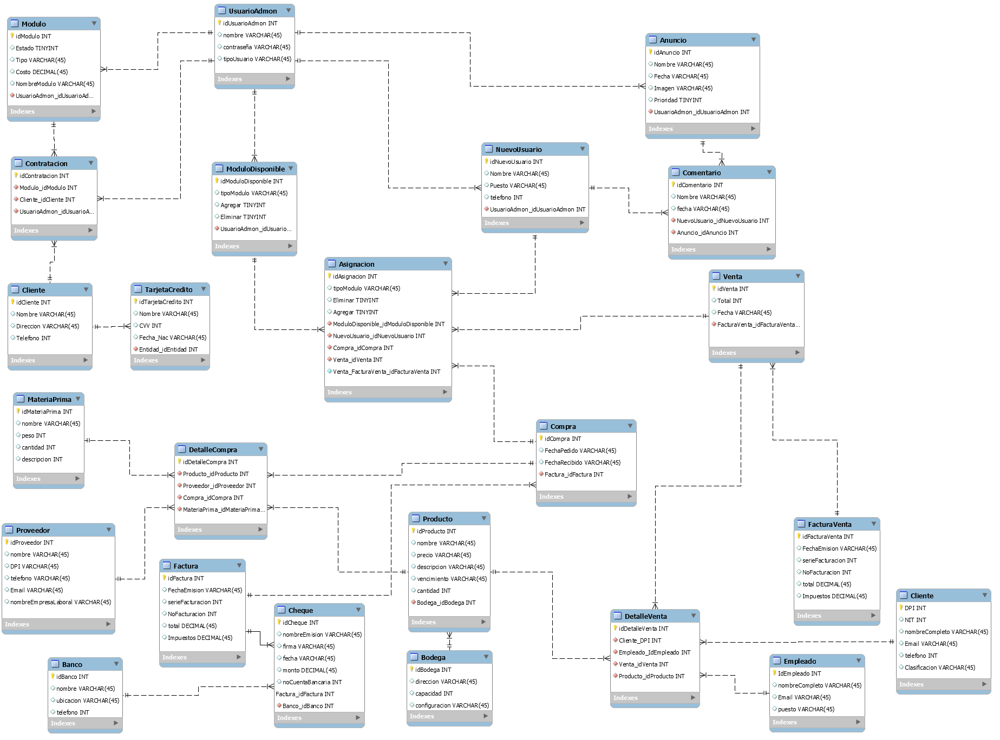 UsuarioAdmon
idUsuarioAdmon INT
nombre VARCHAR(45)
contraseña VARCHAR(45)
tipoUsuario VARCHAR(45)
Indexes
Modulo
idModulo INT
Estado TINYINT
Tipo VARCHAR(45)
Costo DECIMAL(45)
NombreModulo VARCHAR(45)
UsuarioAdmon_idUsuarioAd...
Indexes
Anuncio
idAnuncio INT
Nombre VARCHAR(45)
Fecha VARCHAR(45)
Imagen VARCHAR(45)
Prioridad TINYINT
UsuarioAdmon_idUsuarioAdmon INT
Indexes
Contratacion
idContratacion INT
Modulo_idModulo INT
Cliente_idCliente INT
UsuarioAdmon_idUsuarioA...
Indexes
ModuloDisponible
idModuloDisponible INT
tipoModulo VARCHAR(45)
Agregar TINYINT
Eliminar TINYINT
UsuarioAdmon_idUsuario...
Indexes
NuevoUsuario
idNuevoUsuario INT
Nombre VARCHAR(45)
Puesto VARCHAR(45)
telefono INT
UsuarioAdmon_idUsuarioAdmon INT
Indexes
Comentario
idComentario INT
Nombre VARCHAR(45)
fecha VARCHAR(45)
NuevoUsuario_idNuevoUsuario INT
Anuncio_idAnuncio INT
Indexes
Cliente
idCliente INT
Nombre VARCHAR(45)
Direccion VARCHAR(45)
Telefono INT
Indexes
TarjetaCredito
idTarjetaCredito INT
Nombre VARCHAR(45)
CVV INT
Fecha_Nac VARCHAR(45)
Entidad_idEntidad INT
Indexes
Asignacion
idAsignacion INT
tipoModulo VARCHAR(45)
Eliminar TINYINT
Agregar TINYINT
ModuloDisponible_idModuloDisponible INT
NuevoUsuario_idNuevoUsuario INT
Compra_idCompra INT
Venta_idVenta INT
Venta_FacturaVenta_idFacturaVenta INT
Indexes
Venta
idVenta INT
Total INT
Fecha VARCHAR(45)
FacturaVenta_idFacturaVenta...
Indexes
MateriaPrima
idMateriaPrima INT
nombre VARCHAR(45)
peso INT
cantidad INT
descripcion INT
Indexes
DetalleCompra
idDetalleCompra INT
Producto_idProducto INT
Proveedor_idProveedor INT
Compra_idCompra INT
MateriaPrima_idMateriaPrima...
Indexes
Compra
idCompra INT
FechaPedido VARCHAR(45)
FechaRecibido VARCHAR(45)
Factura_idFactura INT
Indexes
Proveedor
idProveedor INT
nombre VARCHAR(45)
DPI VARCHAR(45)
telefono VARCHAR(45)
Email VARCHAR(45)
nombreEmpresaLaboral VARCHAR(45)
Indexes
Factura
idFactura INT
FechaEmision VARCHAR(45)
serieFacturacion INT
NoFacturacion INT
total DECIMAL(45)
Impuestos DECIMAL(45)
Indexes
Producto
idProducto INT
nombre VARCHAR(45)
precio VARCHAR(45)
descripcion VARCHAR(45)
vencimiento VARCHAR(45)
cantidad INT
Bodega_idBodega INT
Indexes
FacturaVenta
idFacturaVenta INT
FechaEmision VARCHAR(45)
serieFacturacion INT
NoFacturacion INT
total DECIMAL(45)
Impuestos DECIMAL(45)
Indexes
Cheque
idCheque INT
nombreEmision VARCHAR(45)
firma VARCHAR(45)
fecha VARCHAR(45)
monto DECIMAL(45)
noCuentaBancaria INT
Factura_idFactura INT
Banco_idBanco INT
Indexes
DetalleVenta
idDetalleVenta INT
Cliente_DPI INT
Empleado_IdEmpleado INT
Venta_idVenta INT
Producto_idProducto INT
Indexes
Cliente
DPI INT
NIT INT
nombreCompleto VARCHAR(45)
Email VARCHAR(45)
telefono INT
Clasificacion VARCHAR(45)
Indexes
Banco
idBanco INT
nombre VARCHAR(45)
ubicacion VARCHAR(45)
telefono INT
Indexes
Bodega
idBodega INT
direccion VARCHAR(45)
capacidad INT
configuracion VARCHAR(45)
Indexes
Empleado
IdEmpleado INT
nombreCompleto VARCHAR(45)
Email VARCHAR(45)
puesto VARCHAR(45)
Indexes